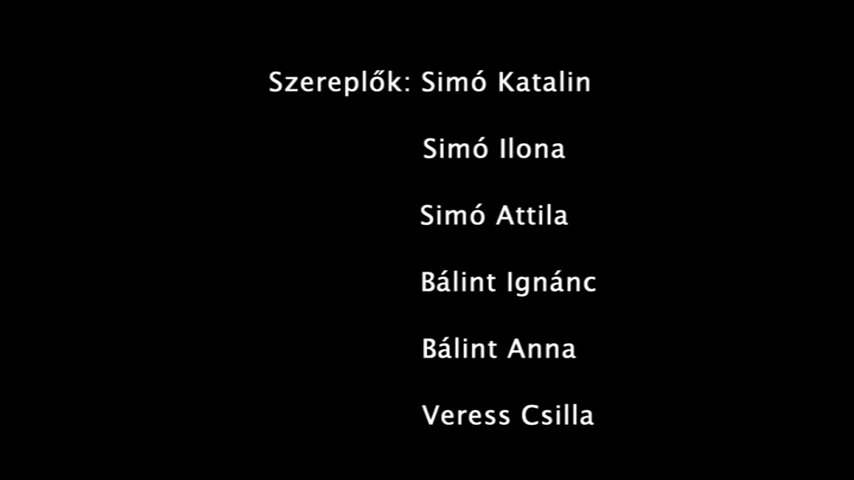 Szereplők: Simó Katalin
Simó Ilona
Simó Attila
Bálint Ignánc
Bálint Anna
Veress Csilla